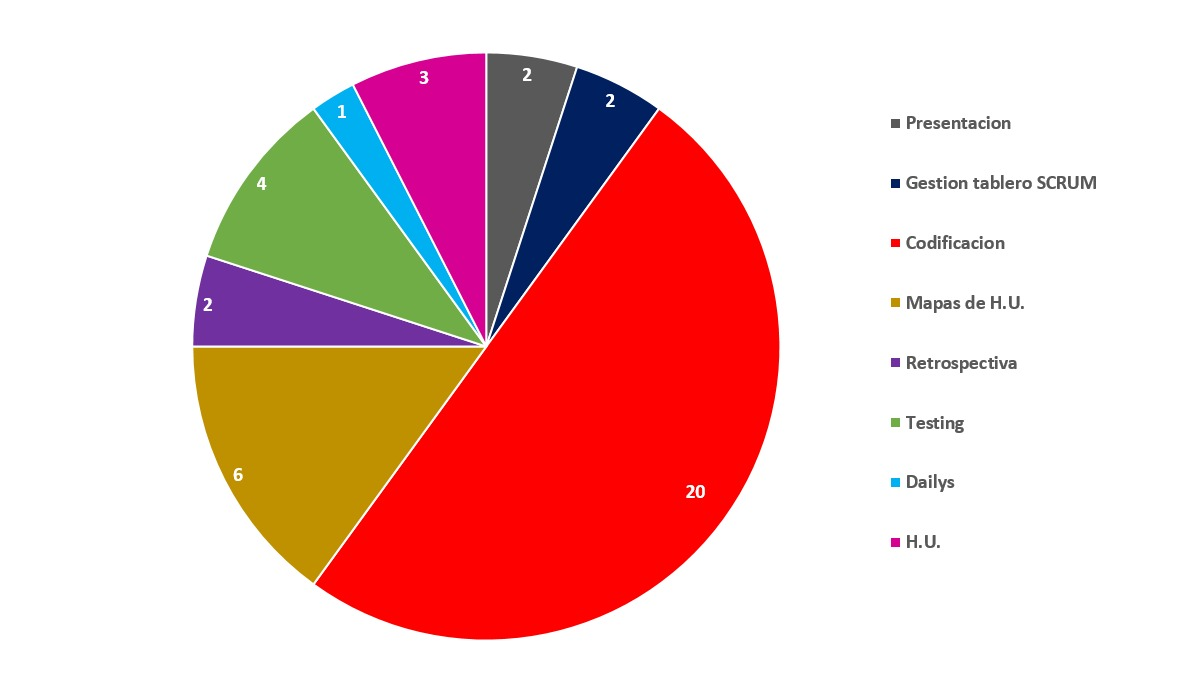 2
2
20
6
2
4
1
3
Presentacion
Gestion tablero SCRUM
Codificacion
Mapas de H.U.
Retrospectiva
Testing
Dailys
H.U.